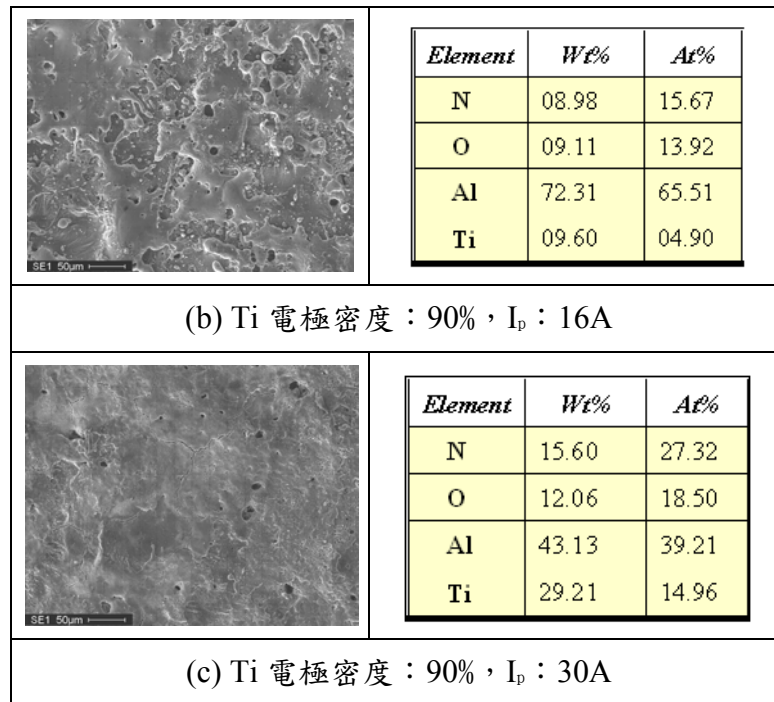 Element Wt% At%
N 08.98 15.67
O 09.11 13.92
Al 72.31 65.51
Ti 09.60 04.90
SE1 50µm
(b) Ti 電極密度：90%，Ip：16A
Element Wt% At%
N 15.60 27.32
O 12.06 18.50
Al 43.13 39.21
Ti 29.21 14.96
SE1 50µm
(c) Ti 電極密度：90%，Ip：30A